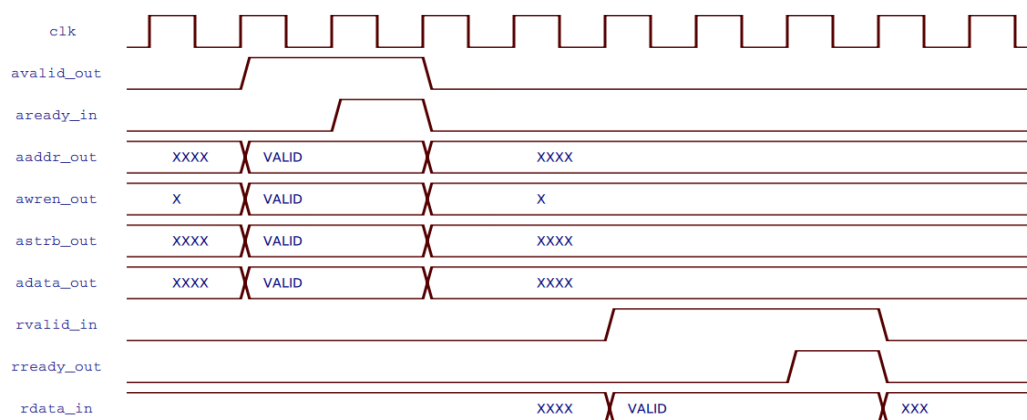 clk
avalid_out
aready_in
aaddr_out XXXX VALID XXXX
awren_out X VALID X
astrb_out XXXX VALID XXXX
adata_out XXXX VALID XXXX
rvalid_in
rready_out
rdata_in XXXX VALID XXX